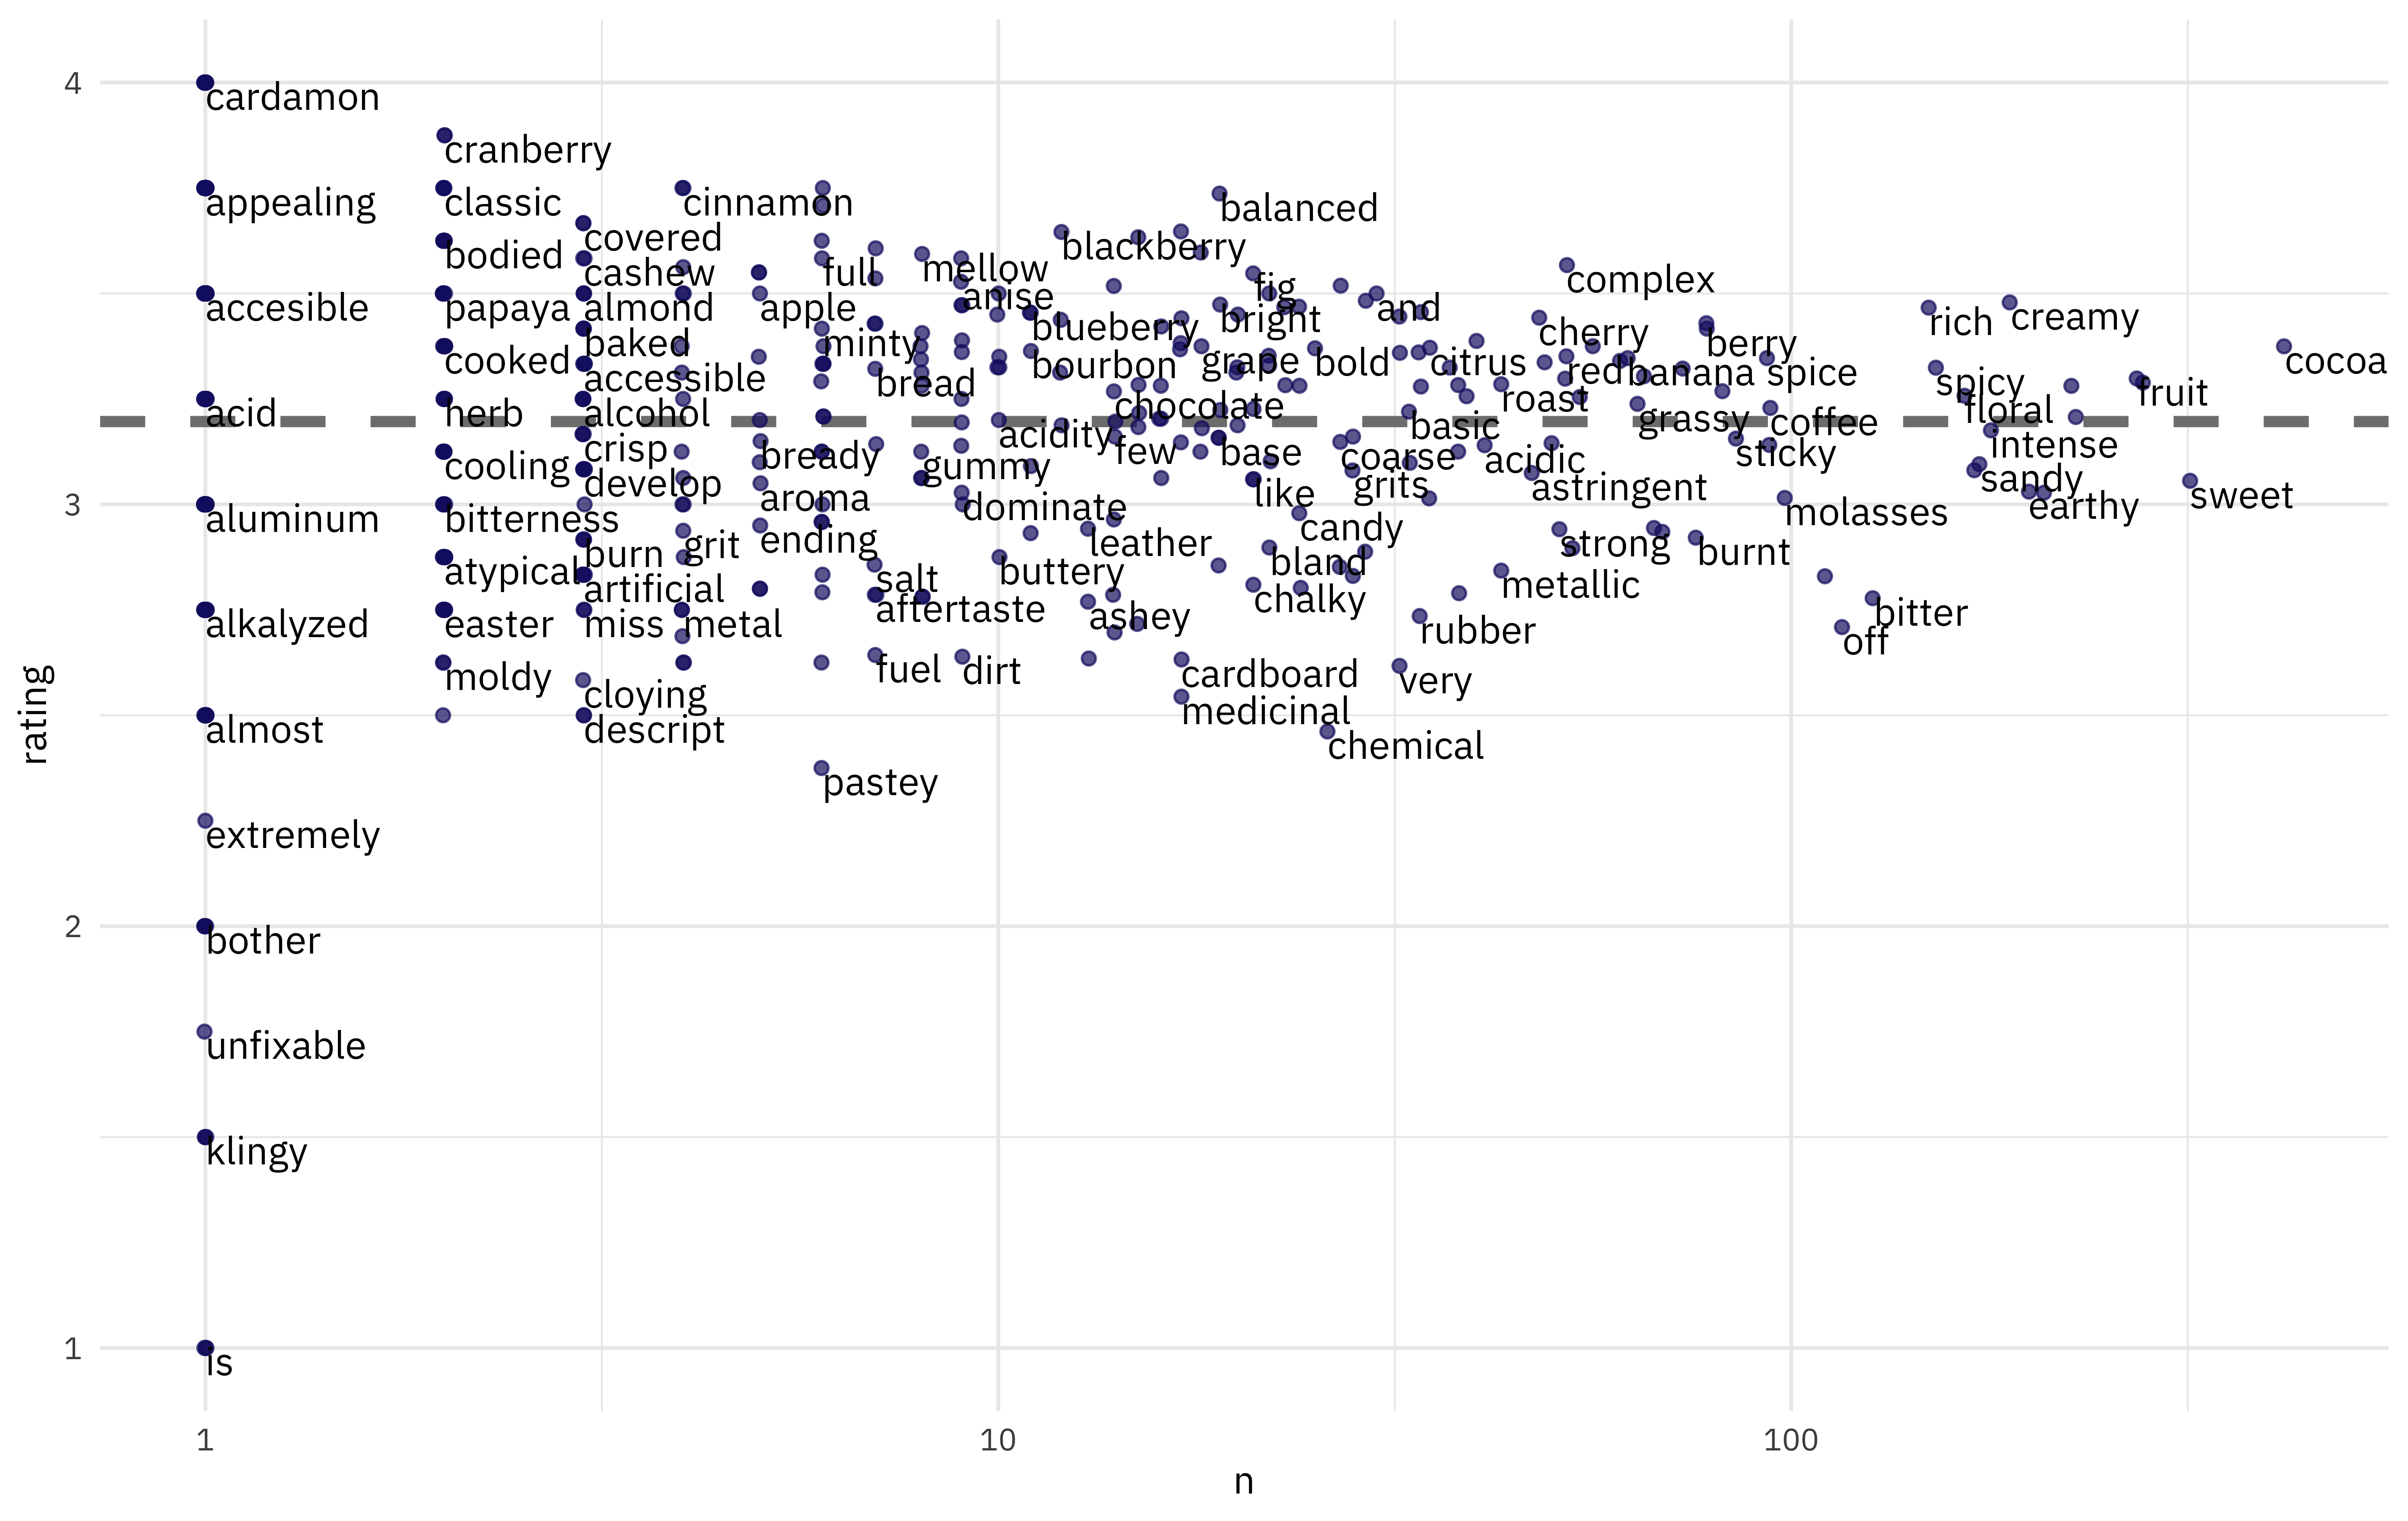 4
cardamon
cranberry
appealing
classic
cinnamon
balanced
covered
blackberry
bodied
cashew
full
mellow
fig
complex
accesible
papaya
almond
apple
anise
bright
and
rich
creamy
baked
minty
blueberry
cherry
berry
cooked
accessible
bread
bourbon
grape
bold
citrus
red
banana
spice
spicy
fruit
cocoa
acid
herb
alcohol
chocolate
roast
grassy
coffee
floral
crisp
bready
acidity
few
base
basic
sticky
intense
cooling
develop
gummy
coarse
acidic
sandy
3
aluminum
bitterness
aroma
dominate
like
grits
astringent
molasses
earthy
sweet
burn
grit
ending
leather
candy
strong
burnt
atypical
artificial
salt
buttery
bland
metallic
alkalyzed
easter
miss
metal
aftertaste
ashey
chalky
rubber
bitter
off
moldy
cloying
fuel
dirt
cardboard
very
almost
descript
medicinal
chemical
pastey
extremely
2
bother
unfixable
klingy
1
is
rating
1
10
100
n